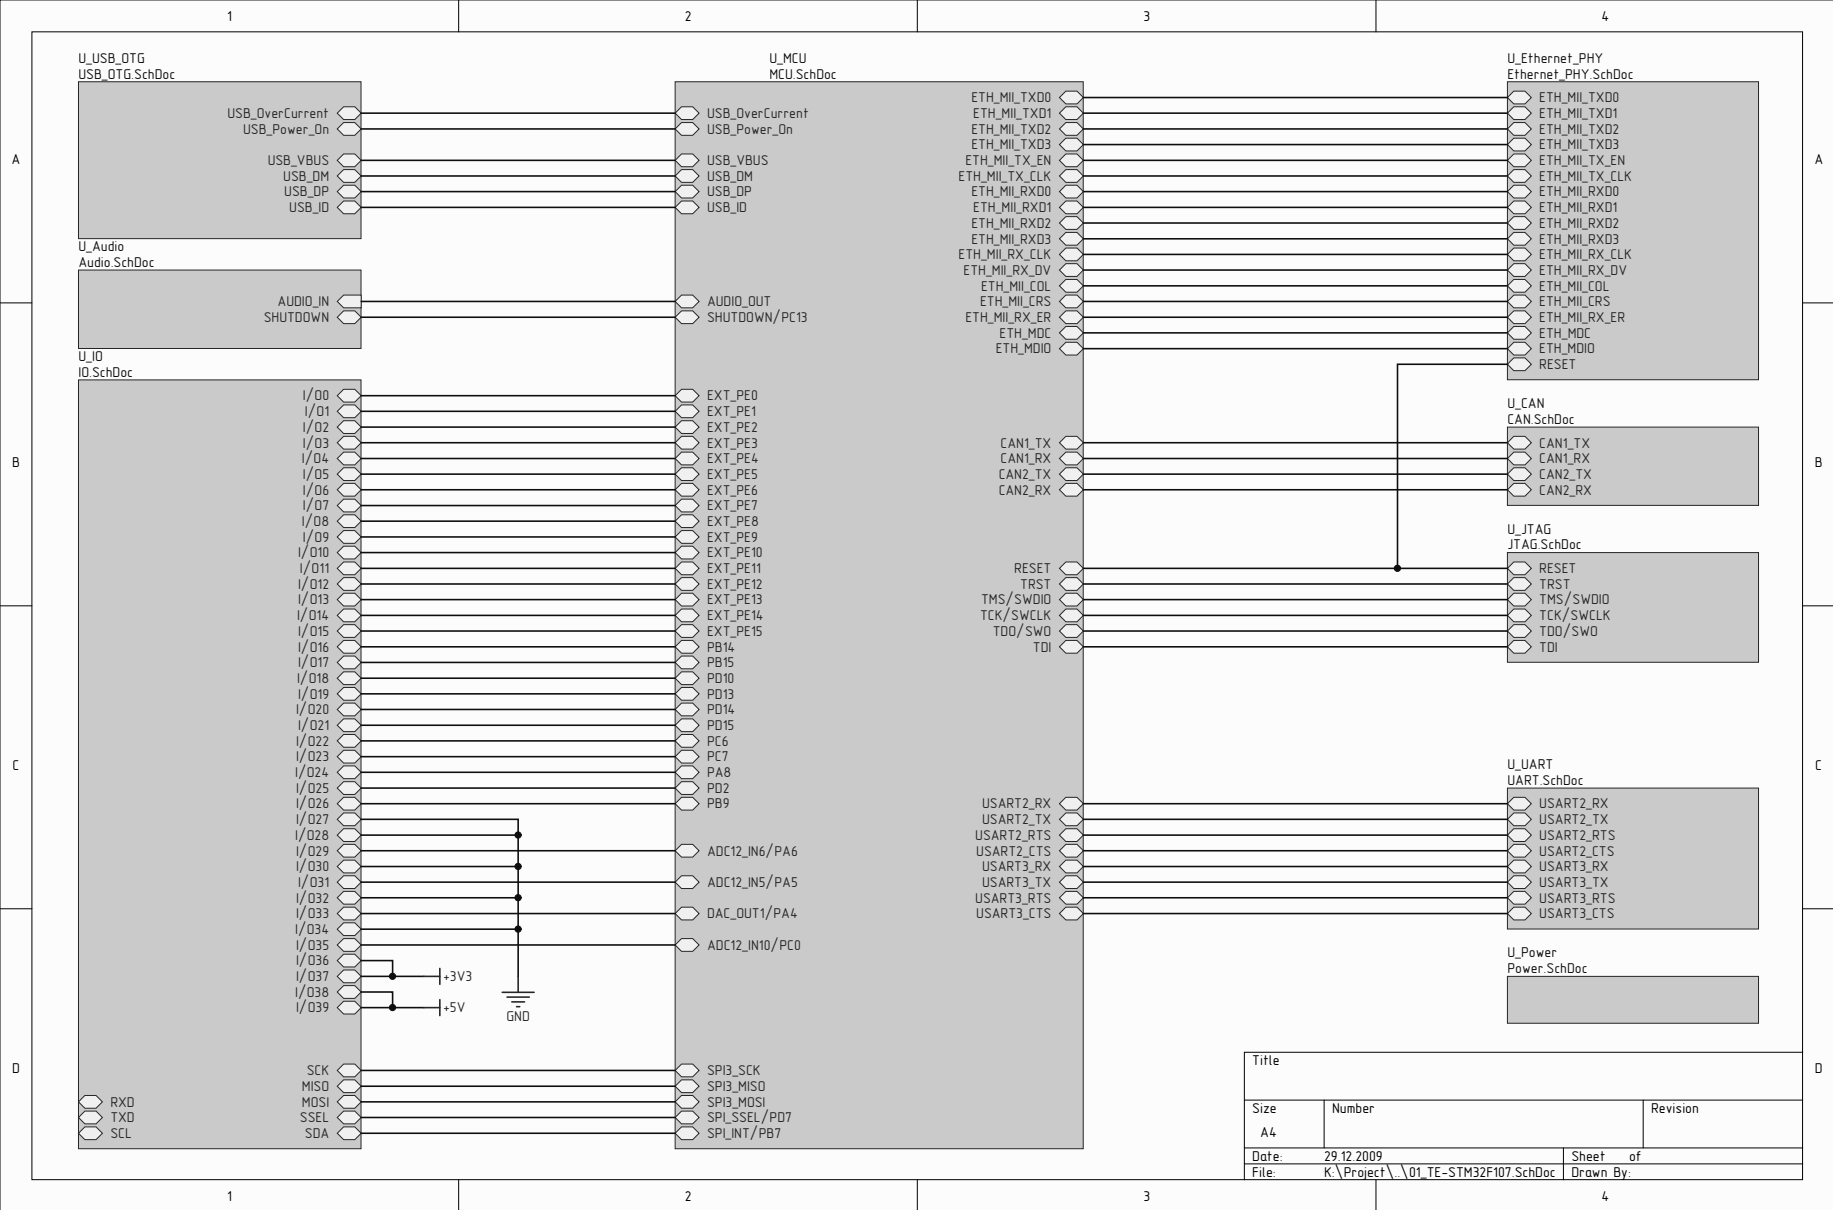 1 2 3 4
A A
B B
C C
D D
U_USB_OTG
USB_OTG.SchDoc
USB_OverCurrent
USB_Power_On
USB_VBUS
USB_DM
USB_DP
USB_ID
U_Audio
Audio.SchDoc
AUDIO_IN
SHUTDOWN
U_IO
IO.SchDoc
I/O0
I/O1
I/O2
I/O3
I/O4
I/O5
I/O6
I/O7
I/O8
I/O9
I/O10
I/O11
I/O12
I/O13
I/O14
I/O15
I/O16
I/O17
I/O18
I/O19
I/O20
I/O21
I/O22
I/O23
I/O24
I/O25
I/O26
I/O27
I/O28
I/O29
I/O30
I/O31
I/O32
I/O33
I/O34
I/O35
I/O36
I/O37
I/O38
I/O39
SCK
MISO
MOSI
SSEL
SDA
RXD
TXD
SCL
+3V3
+5V
GND
U_MCU
MCU.SchDoc
USB_OverCurrent
USB_Power_On
USB_VBUS
USB_DM
USB_DP
USB_ID
AUDIO_OUT
SHUTDOWN/PC13
EXT_PE0
EXT_PE1
EXT_PE2
EXT_PE3
EXT_PE4
EXT_PE5
EXT_PE6
EXT_PE7
EXT_PE8
EXT_PE9
EXT_PE10
EXT_PE11
EXT_PE12
EXT_PE13
EXT_PE14
EXT_PE15
PB14
PB15
PD10
PD13
PD14
PD15
PC6
PC7
PA8
PD2
PB9
ADC12_IN6/PA6
ADC12_IN5/PA5
DAC_OUT1/PA4
ADC12_IN10/PC0
SPI3_SCK
SPI3_MISO
SPI3_MOSI
SPI_SSEL/PD7
SPI_INT/PB7
ETH_MII_TXD0
ETH_MII_TXD1
ETH_MII_TXD2
ETH_MII_TXD3
ETH_MII_TX_EN
ETH_MII_TX_CLK
ETH_MII_RXD0
ETH_MII_RXD1
ETH_MII_RXD2
ETH_MII_RXD3
ETH_MII_RX_CLK
ETH_MII_RX_DV
ETH_MII_COL
ETH_MII_CRS
ETH_MII_RX_ER
ETH_MDC
ETH_MDIO
CAN1_TX
CAN1_RX
CAN2_TX
CAN2_RX
RESET
TRST
TMS/SWDIO
TCK/SWCLK
TDO/SWO
TDI
USART2_RX
USART2_TX
USART2_RTS
USART2_CTS
USART3_RX
USART3_TX
USART3_RTS
USART3_CTS
U_Ethernet_PHY
Ethernet_PHY.SchDoc
ETH_MII_TXD0
ETH_MII_TXD1
ETH_MII_TXD2
ETH_MII_TXD3
ETH_MII_TX_EN
ETH_MII_TX_CLK
ETH_MII_RXD0
ETH_MII_RXD1
ETH_MII_RXD2
ETH_MII_RXD3
ETH_MII_RX_CLK
ETH_MII_RX_DV
ETH_MII_COL
ETH_MII_CRS
ETH_MII_RX_ER
ETH_MDC
ETH_MDIO
RESET
U_CAN
CAN.SchDoc
CAN1_TX
CAN1_RX
CAN2_TX
CAN2_RX
U_JTAG
JTAG.SchDoc
RESET
TRST
TMS/SWDIO
TCK/SWCLK
TDO/SWO
TDI
U_UART
UART.SchDoc
USART2_RX
USART2_TX
USART2_RTS
USART2_CTS
USART3_RX
USART3_TX
USART3_RTS
USART3_CTS
U_Power
Power.SchDoc
Title
Size Number Revision
A4
Date: 29.12.2009 Sheet of
File: K:\Project\..\01_TE-STM32F107.SchDoc Drawn By:
1 2 3 4